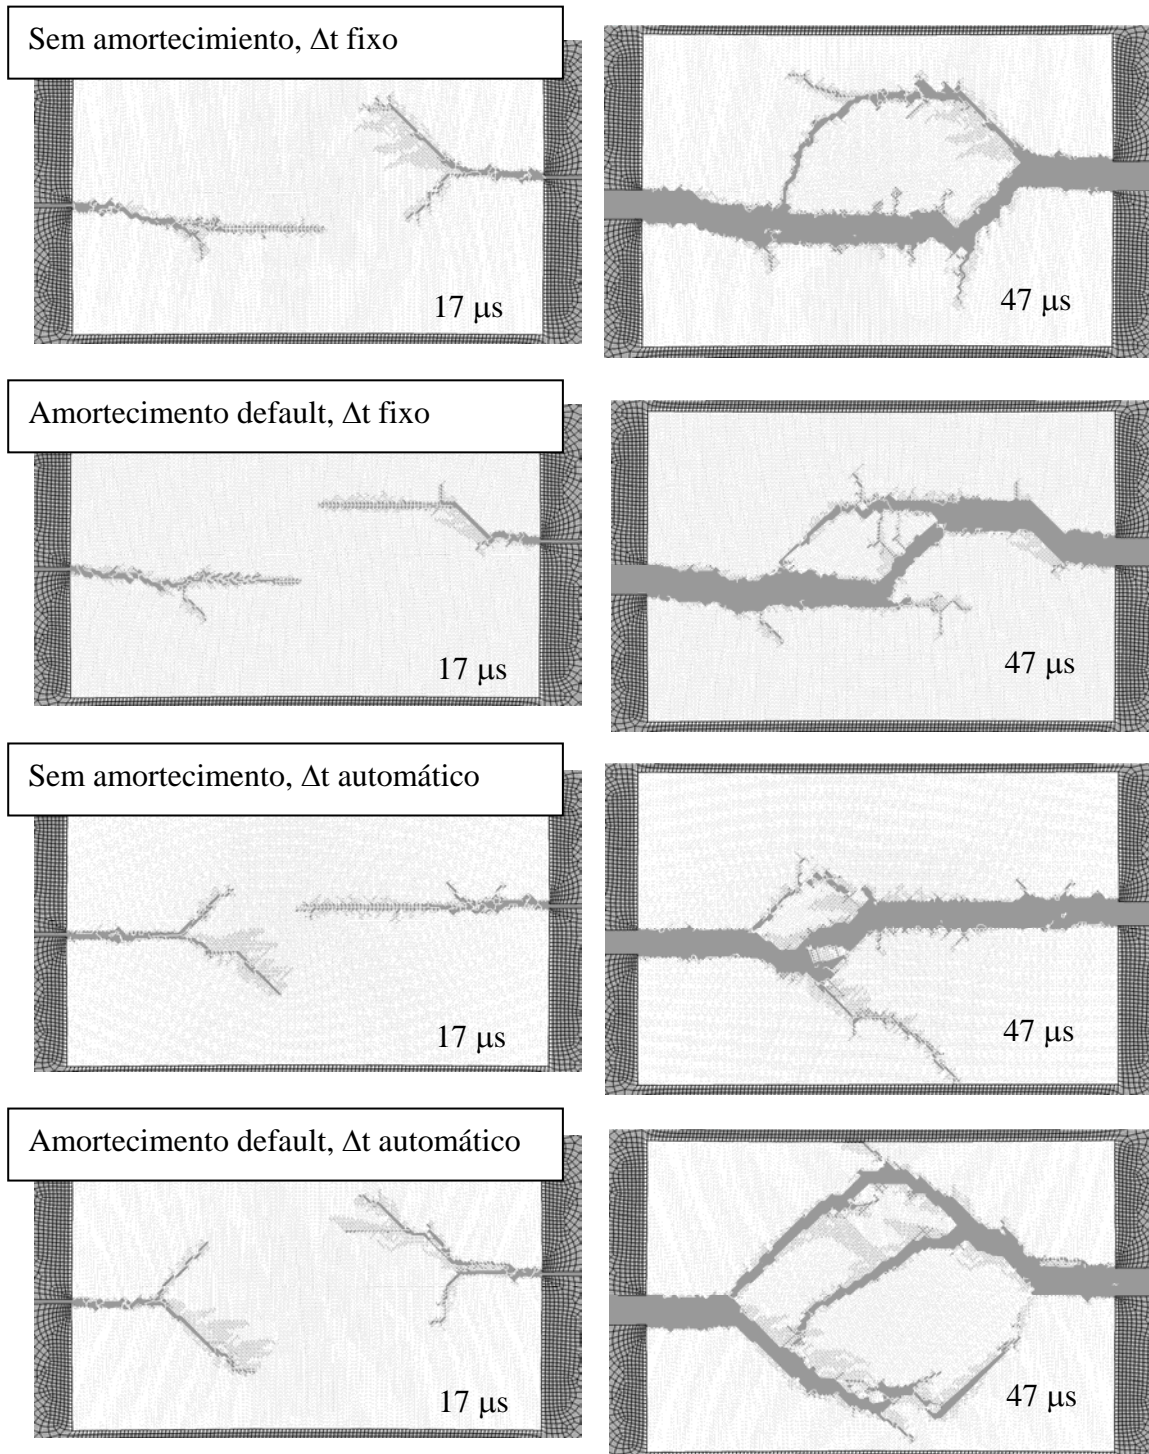 Sem amortecimiento, Δt fixo
17 μs
47 μs
Amortecimento default, Δt fixo
17 μs
47 μs
Sem amortecimento, Δt automático
17 μs
47 μs
Amortecimento default, Δt automático
17 μs
47 μs